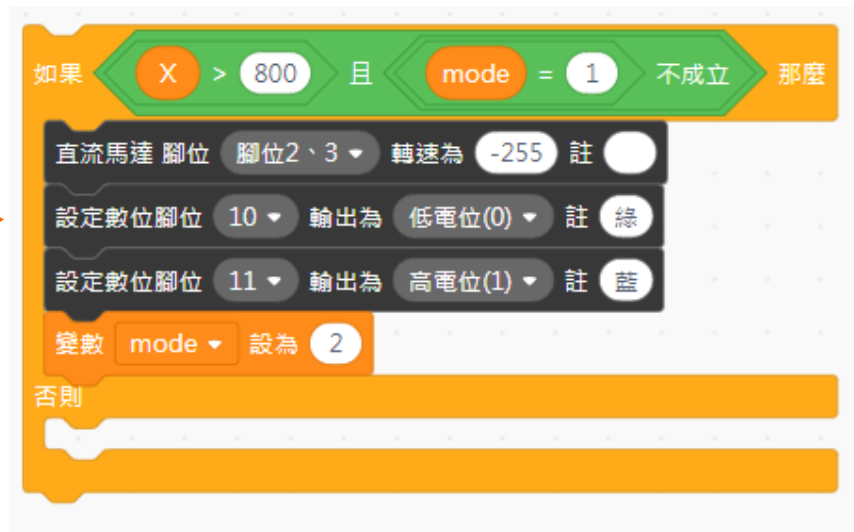 如果 X > 800 且 mode = 1 不成立 那麼
直流馬達 腳位 腳位2、3 轉速為 -255 註
設定數位腳位 10 輸出為 低電位(0) 註 綠
設定數位腳位 11 輸出為 高電位(1) 註 藍
變數 mode 設為 2
否則